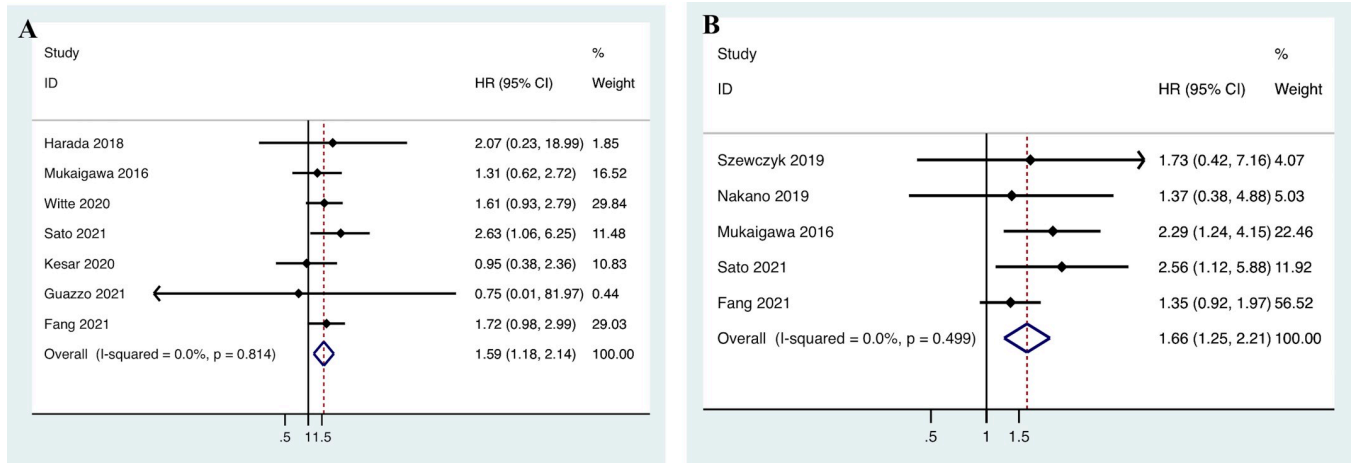 A
Study %
ID HR (95% CI) Weight
Harada 2018 2.07 (0.23, 18.99) 1.85
Mukaigawa 2016 1.31 (0.62, 2.72) 16.52
Witte 2020 1.61 (0.93, 2.79) 29.84
Sato 2021 2.63 (1.06, 6.25) 11.48
Kesar 2020 0.95 (0.38, 2.36) 10.83
Guazzo 2021 0.75 (0.01, 81.97) 0.44
Fang 2021 1.72 (0.98, 2.99) 29.03
Overall (I-squared = 0.0%, p = 0.814) 1.59 (1.18, 2.14) 100.00
.5 1 1.5
B
Study %
ID HR (95% CI) Weight
Szewczyk 2019 1.73 (0.42, 7.16) 4.07
Nakano 2019 1.37 (0.38, 4.88) 5.03
Mukaigawa 2016 2.29 (1.24, 4.15) 22.46
Sato 2021 2.56 (1.12, 5.88) 11.92
Fang 2021 1.35 (0.92, 1.97) 56.52
Overall (I-squared = 0.0%, p = 0.499) 1.66 (1.25, 2.21) 100.00
.5 1 1.5